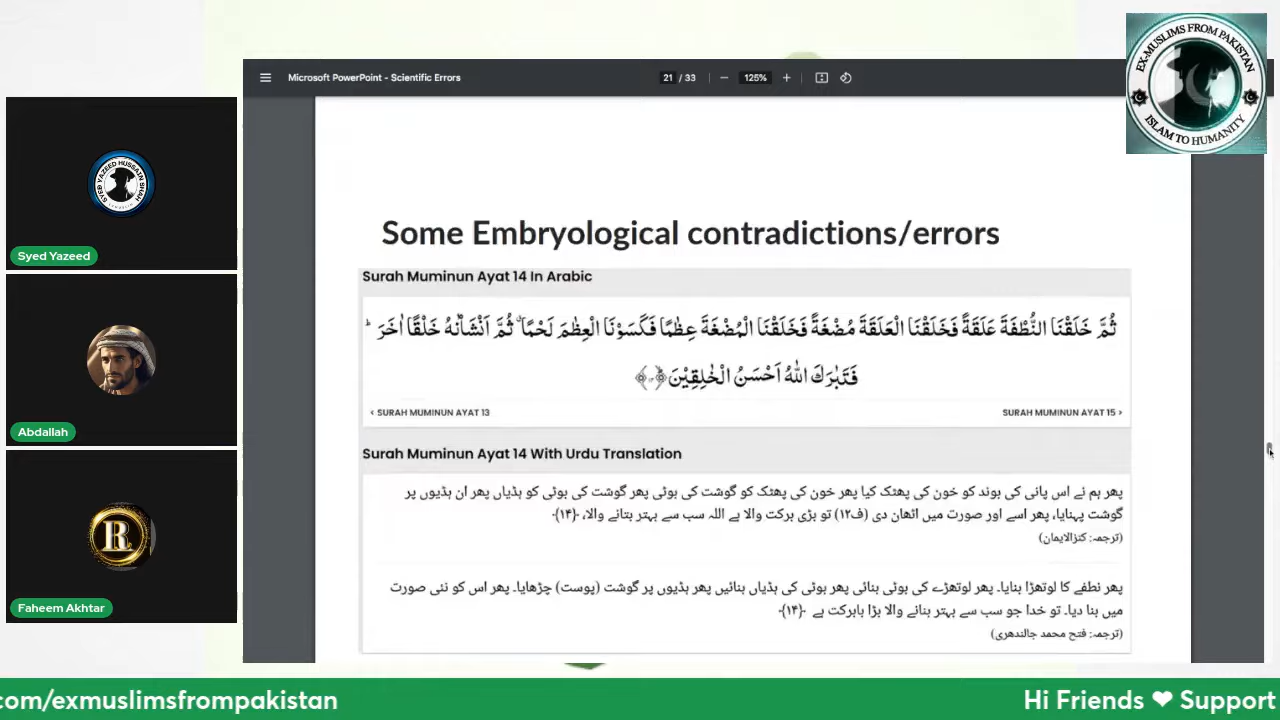 Microsoft PowerPoint - Scientific Errors
21 / 33
125%
EX-MUSLIMS FROM PAKISTAN
ISLAM TO HUMANITY
SYED YAZEED HUSSAIN SHAH
Syed Yazeed
Abdallah
R
Faheem Akhtar
Some Embryological contradictions/errors
Surah Muminun Ayat 14 In Arabic
ثُمَّ خَلَقْنَا النُّطْفَةَ عَلَقَةً فَخَلَقْنَا الْعَلَقَةَ مُضْغَةً فَخَلَقْنَا الْمُضْغَةَ عِظٰمًا فَكَسَوْنَا الْعِظٰمَ لَحْمًاۗ ثُمَّ اَنْشَاْنٰهُ خَلْقًا اٰخَرَؕ
فَتَبٰرَكَ اللّٰهُ اَحْسَنُ الْخٰلِقِیْنَﭤ(۱۴)
‹ SURAH MUMINUN AYAT 13
SURAH MUMINUN AYAT 15 ›
Surah Muminun Ayat 14 With Urdu Translation
پھر ہم نے اس پانی کی بوند کو خون کی پھٹک کیا پھر خون کی پھٹک کو گوشت کی بوٹی پھر گوشت کی بوٹی کو ہڈیاں پھر ان ہڈیوں پر
گوشت پہنایا، پھر اسے اور صورت میں اٹھان دی (ف۱۲) تو بڑی برکت والا ہے اللہ سب سے بہتر بتانے والا، ﴿۱۴﴾
(ترجمہ: کنزالایمان)
پھر نطفے کا لوتھڑا بنایا۔ پھر لوتھڑے کی بوٹی بنائی پھر بوٹی کی ہڈیاں بنائیں پھر ہڈیوں پر گوشت (پوست) چڑھایا۔ پھر اس کو نئی صورت
میں بنا دیا۔ تو خدا جو سب سے بہتر بنانے والا بڑا بابرکت ہے ﴿۱۴﴾
(ترجمہ: فتح محمد جالندھری)
com/exmuslimsfrompakistan
Hi Friends ❤ Support